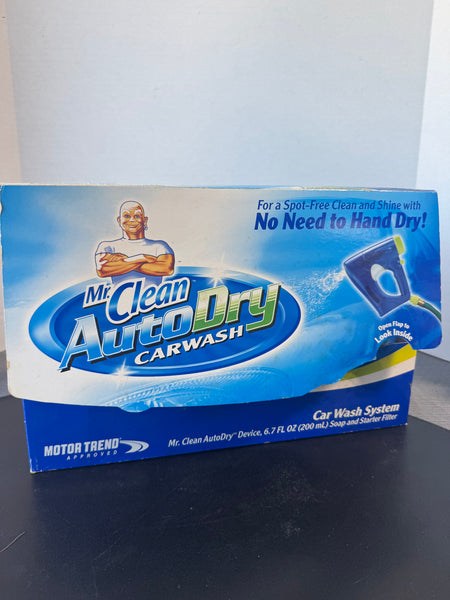 For a Spot-Free Clean and Shine with
No Need to Hand Dry!
Mr. Clean
AutoDry
CARWASH
Open Flap to
Look Inside
Car Wash System
Mr. Clean AutoDry™ Device, 6.7 FL OZ (200 mL) Soap and Starter Filter
MOTOR TREND
APPROVED